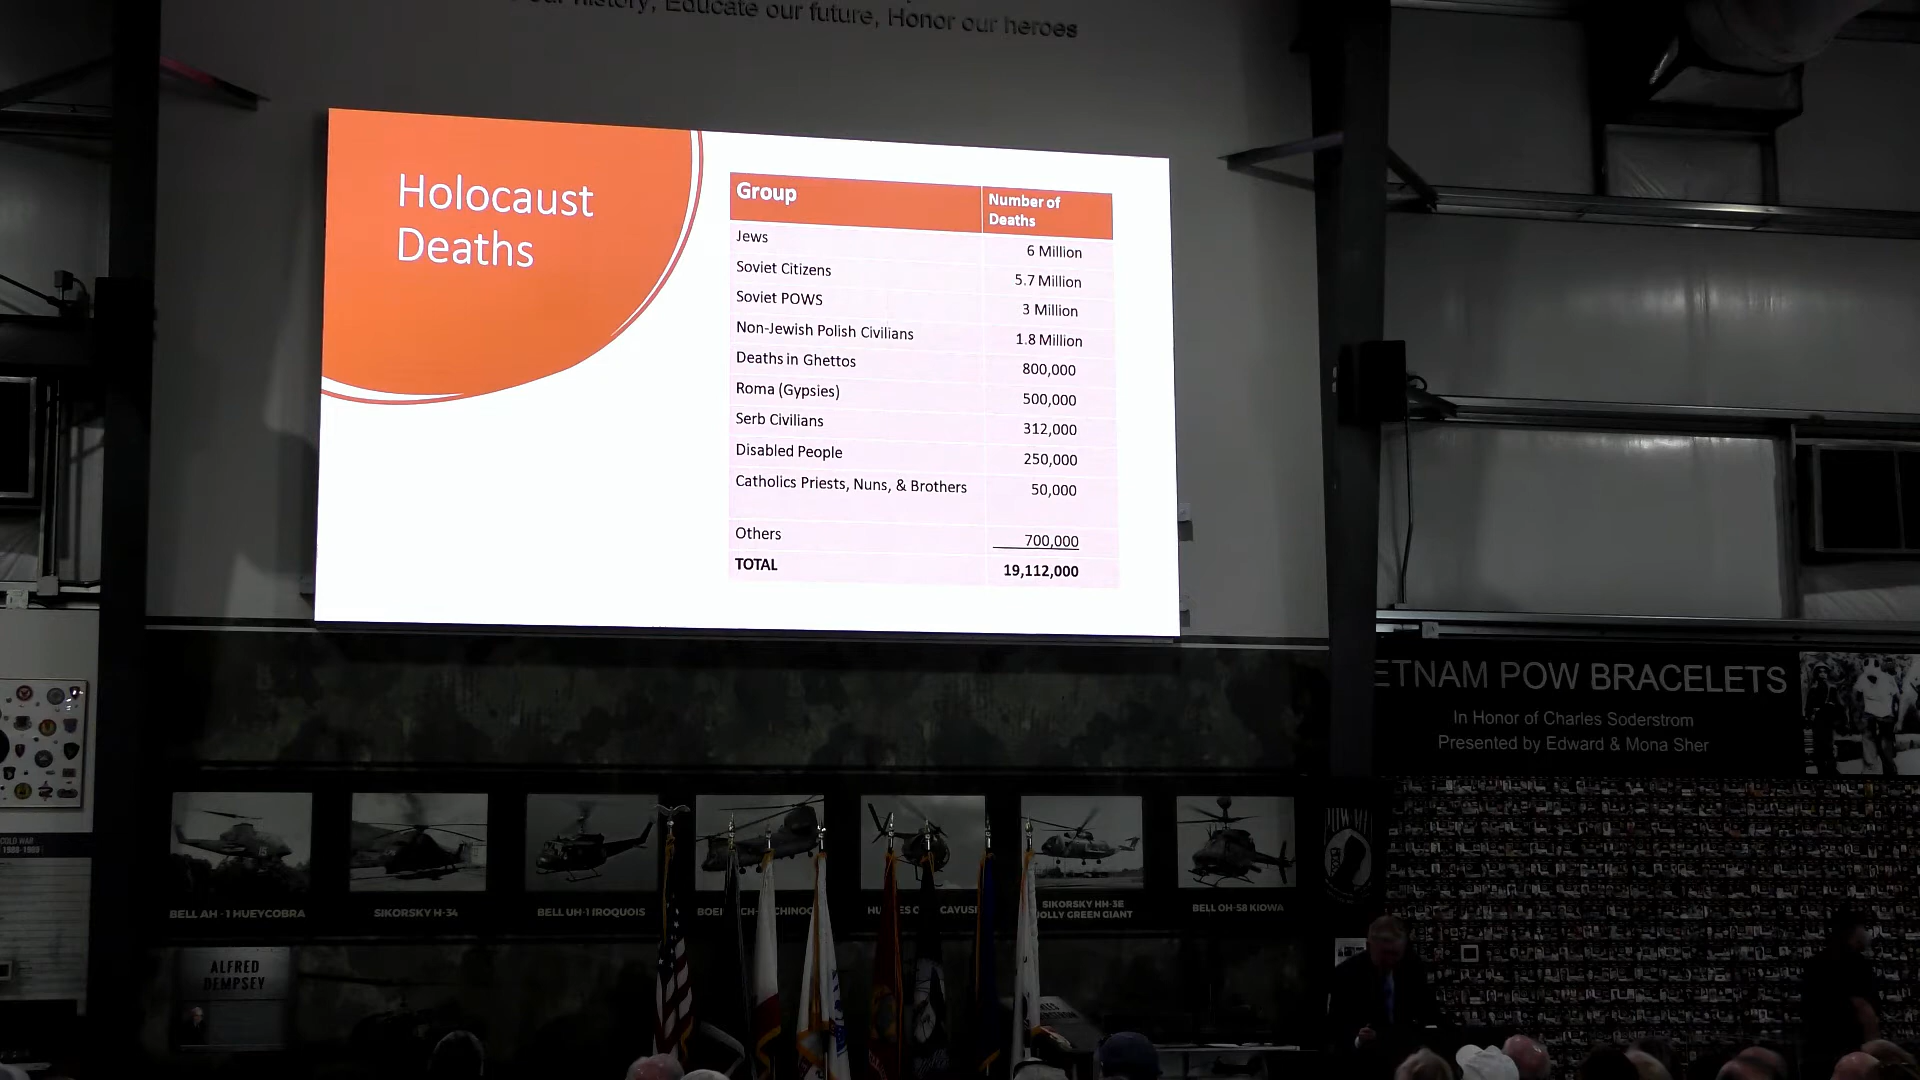 our history, Educate our future, Honor our heroes
Holocaust
Deaths
Group
Number of
Deaths
Jews
6 Million
Soviet Citizens
5.7 Million
Soviet POWS
3 Million
Non-Jewish Polish Civilians
1.8 Million
Deaths in Ghettos
800,000
Roma (Gypsies)
500,000
Serb Civilians
312,000
Disabled People
250,000
Catholics Priests, Nuns, & Brothers
50,000
Others
700,000
TOTAL
19,112,000
ETNAM POW BRACELETS
In Honor of Charles Soderstrom
Presented by Edward & Mona Sher
COLD WAR
BELL AH - 1 HUEYCOBRA
SIKORSKY H-34
BELL UH-1 IROQUOIS
SIKORSKY HH-3E
JOLLY GREEN GIANT
BELL OH-58 KIOWA
ALFRED
DEMPSEY